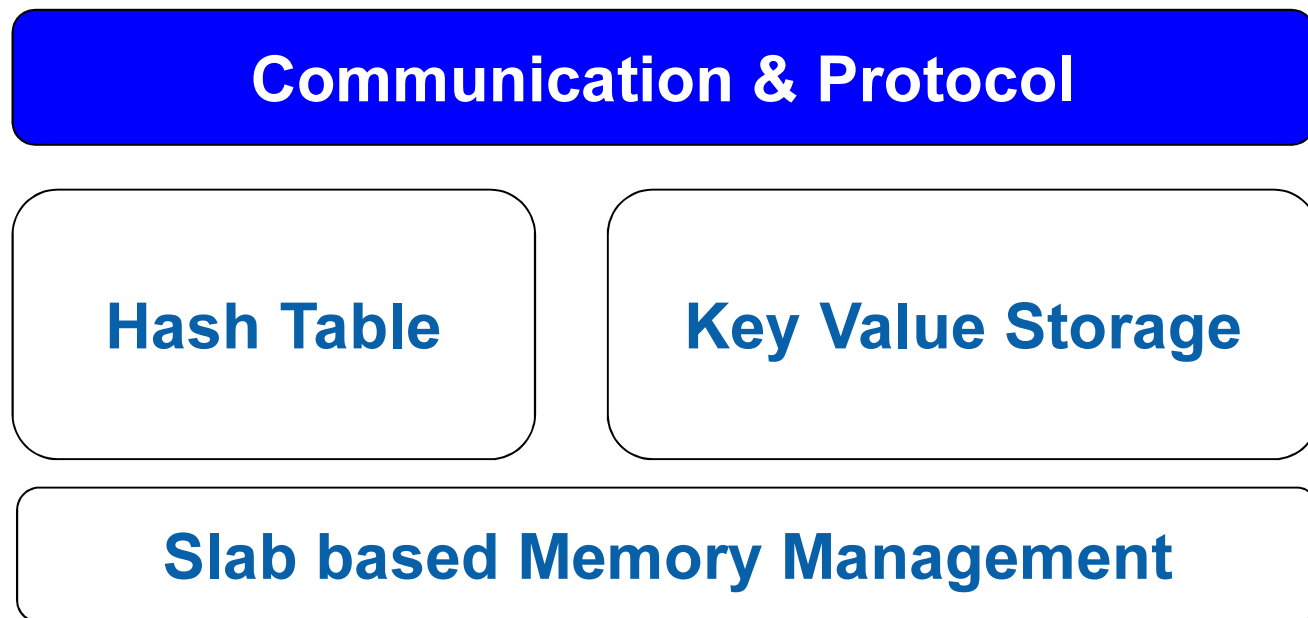 Communication & Protocol
Hash Table
Key Value Storage
Slab based Memory Management